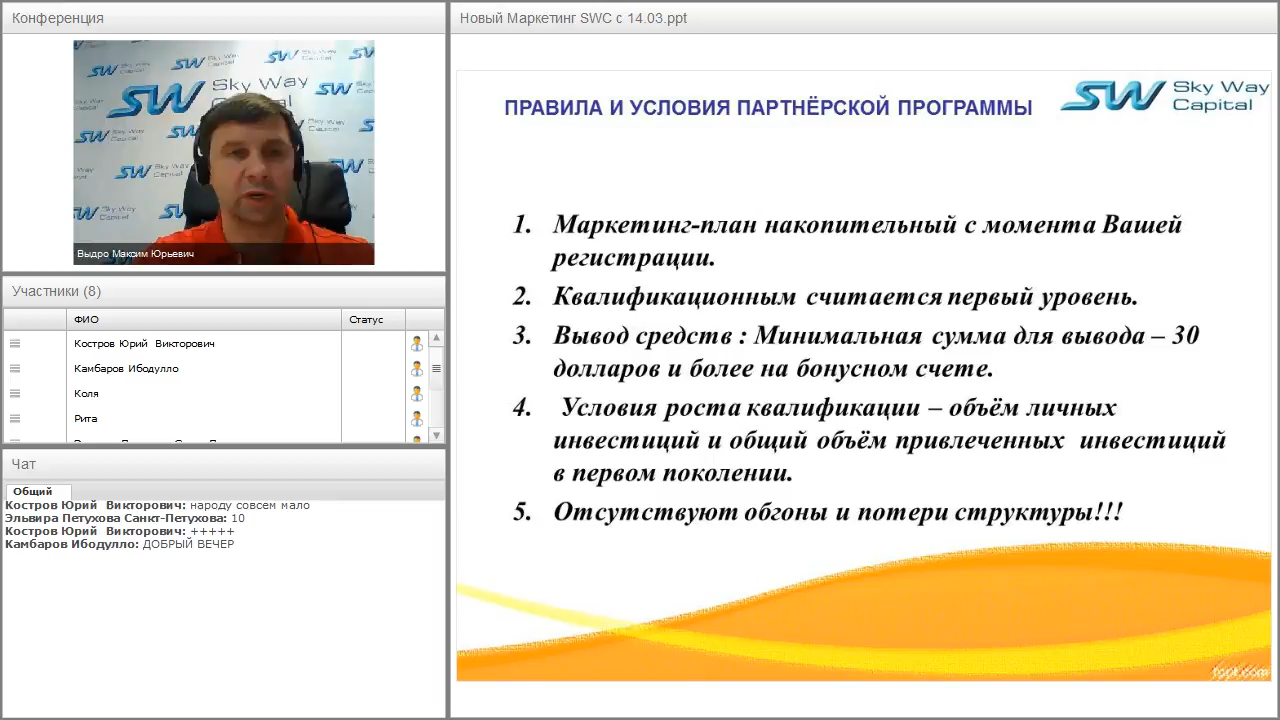 Конференция
SW Sky Way Capital
Выдро Максим Юрьевич
Участники (8)
ФИО
Статус
Костров Юрий Викторович
Камбаров Ибодулло
Коля
Рита
Чат
Общий
Костров Юрий Викторович: народу совсем мало
Эльвира Петухова Санкт-Петухова: 10
Костров Юрий Викторович: +++++
Камбаров Ибодулло: ДОБРЫЙ ВЕЧЕР
Новый Маркетинг SWC с 14.03.ppt
ПРАВИЛА И УСЛОВИЯ ПАРТНЁРСКОЙ ПРОГРАММЫ
SW Sky Way
Capital
1. Маркетинг-план накопительный с момента Вашей
регистрации.
2. Квалификационным считается первый уровень.
3. Вывод средств : Минимальная сумма для вывода – 30
долларов и более на бонусном счете.
4. Условия роста квалификации – объём личных
инвестиций и общий объём привлеченных инвестиций
в первом поколении.
5. Отсутствуют обгоны и потери структуры!!!